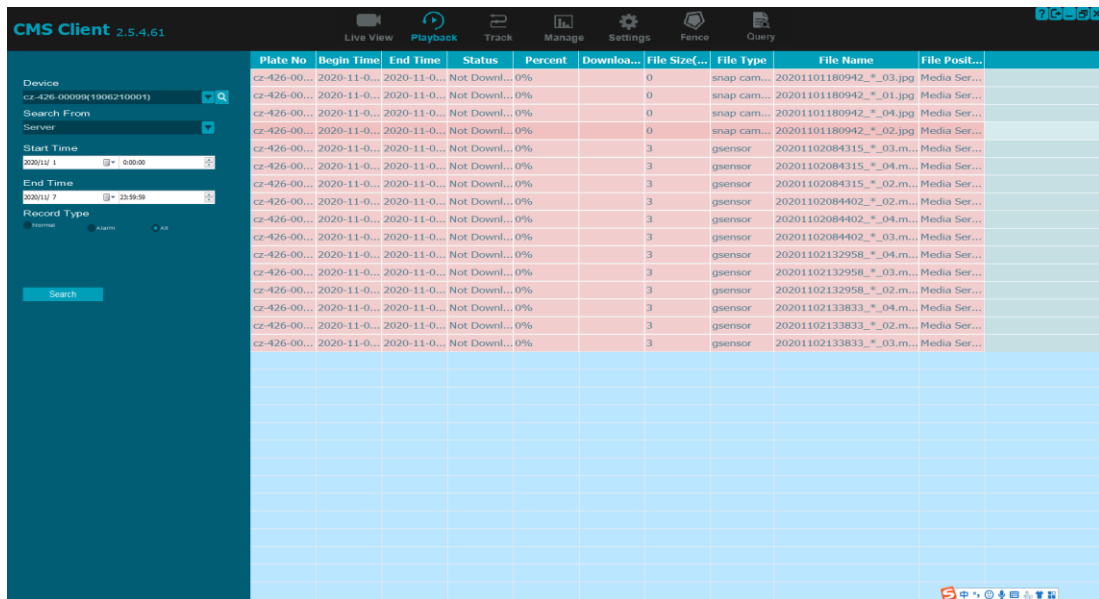 CMS Client 2.5.4.61
Live View Playback Track Manage Settings Fence Query
Device
cz-426-00099(1906210001)
Search From
Server
Start Time
2020/11/ 1 0:00:00
End Time
2020/11/ 7 23:59:59
Record Type
Normal Alarm All
Search
Plate No Begin Time End Time Status Percent Downloa... File Size(... File Type File Name File Posit...
cz-426-00... 2020-11-0... 2020-11-0... Not Downl... 0% 0 snap cam... 20201101180942_*_03.jpg Media Ser...
cz-426-00... 2020-11-0... 2020-11-0... Not Downl... 0% 0 snap cam... 20201101180942_*_01.jpg Media Ser...
cz-426-00... 2020-11-0... 2020-11-0... Not Downl... 0% 0 snap cam... 20201101180942_*_04.jpg Media Ser...
cz-426-00... 2020-11-0... 2020-11-0... Not Downl... 0% 0 snap cam... 20201101180942_*_02.jpg Media Ser...
cz-426-00... 2020-11-0... 2020-11-0... Not Downl... 0% 3 gsensor 20201102084315_*_03.m... Media Ser...
cz-426-00... 2020-11-0... 2020-11-0... Not Downl... 0% 3 gsensor 20201102084315_*_04.m... Media Ser...
cz-426-00... 2020-11-0... 2020-11-0... Not Downl... 0% 3 gsensor 20201102084315_*_02.m... Media Ser...
cz-426-00... 2020-11-0... 2020-11-0... Not Downl... 0% 3 gsensor 20201102084402_*_02.m... Media Ser...
cz-426-00... 2020-11-0... 2020-11-0... Not Downl... 0% 3 gsensor 20201102084402_*_04.m... Media Ser...
cz-426-00... 2020-11-0... 2020-11-0... Not Downl... 0% 3 gsensor 20201102084402_*_03.m... Media Ser...
cz-426-00... 2020-11-0... 2020-11-0... Not Downl... 0% 3 gsensor 20201102132958_*_04.m... Media Ser...
cz-426-00... 2020-11-0... 2020-11-0... Not Downl... 0% 3 gsensor 20201102132958_*_03.m... Media Ser...
cz-426-00... 2020-11-0... 2020-11-0... Not Downl... 0% 3 gsensor 20201102132958_*_02.m... Media Ser...
cz-426-00... 2020-11-0... 2020-11-0... Not Downl... 0% 3 gsensor 20201102133833_*_04.m... Media Ser...
cz-426-00... 2020-11-0... 2020-11-0... Not Downl... 0% 3 gsensor 20201102133833_*_02.m... Media Ser...
cz-426-00... 2020-11-0... 2020-11-0... Not Downl... 0% 3 gsensor 20201102133833_*_03.m... Media Ser...
中